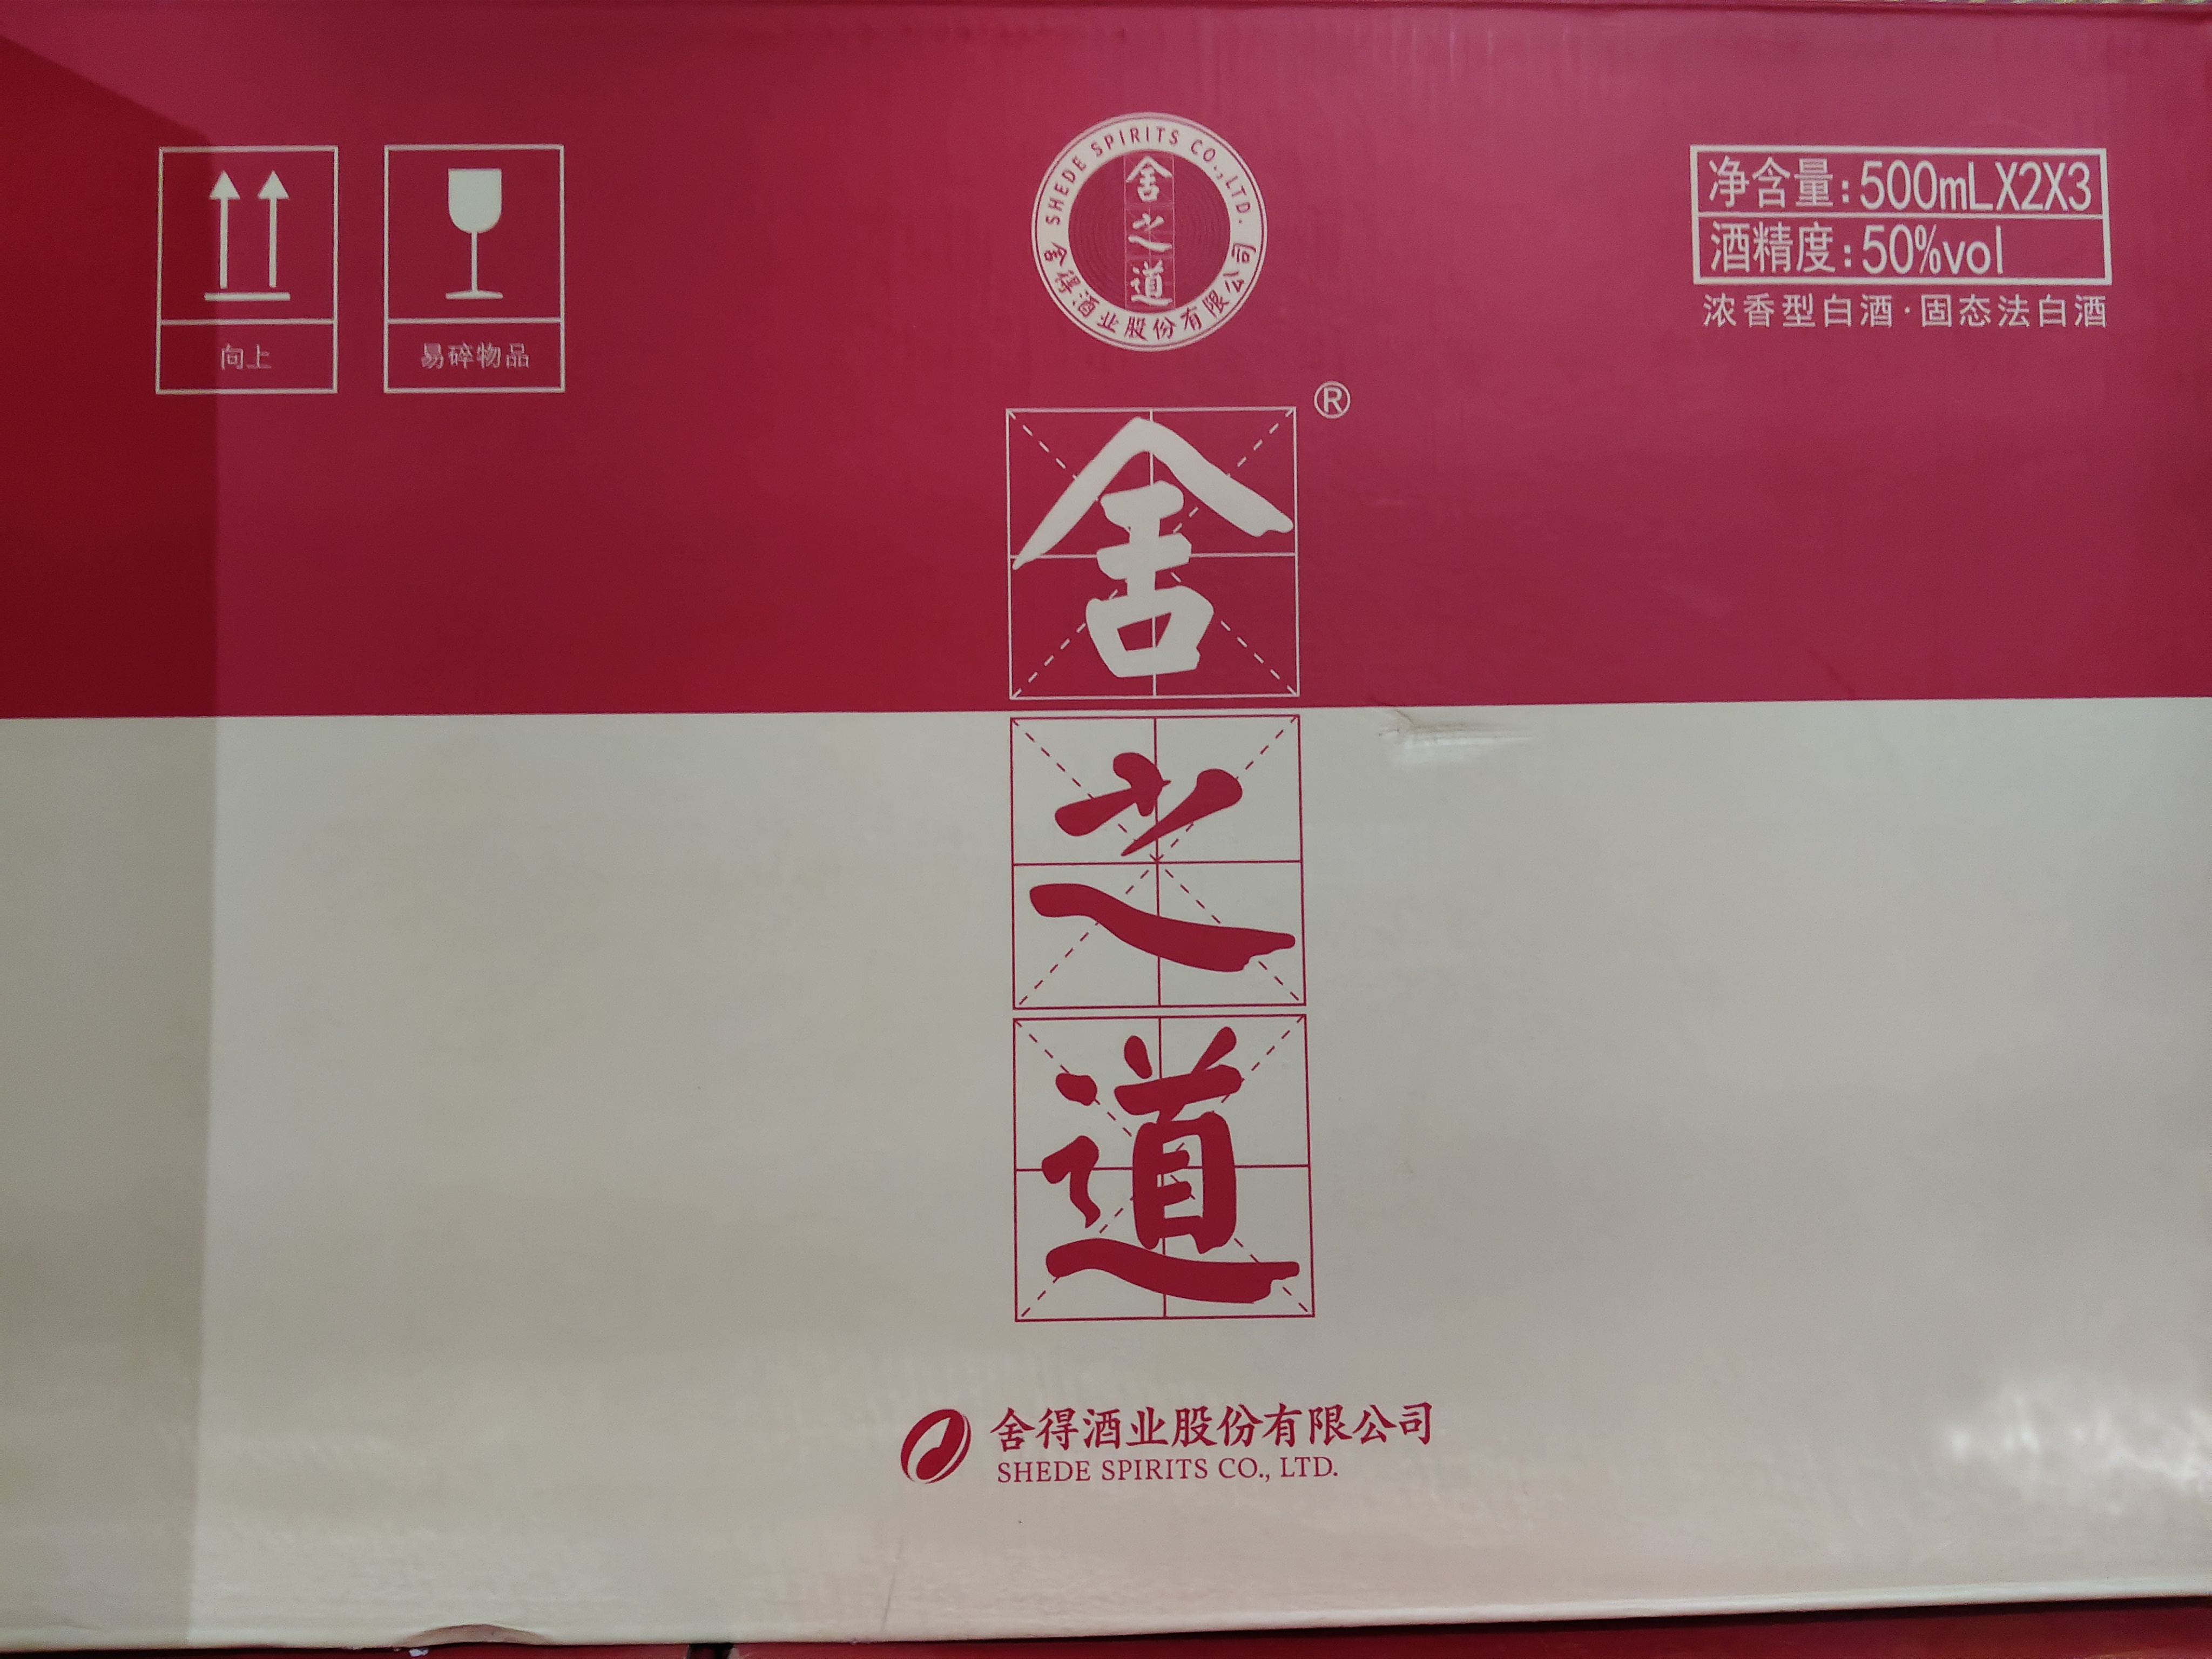 向上
易碎物品
SHEDE SPIRITS CO.,LTD.
舍之道
舍得酒业股份有限公司
净含量:500mLX2X3
酒精度:50%vol
浓香型白酒·固态法白酒
®
舍
之
道
舍得酒业股份有限公司
SHEDE SPIRITS CO., LTD.